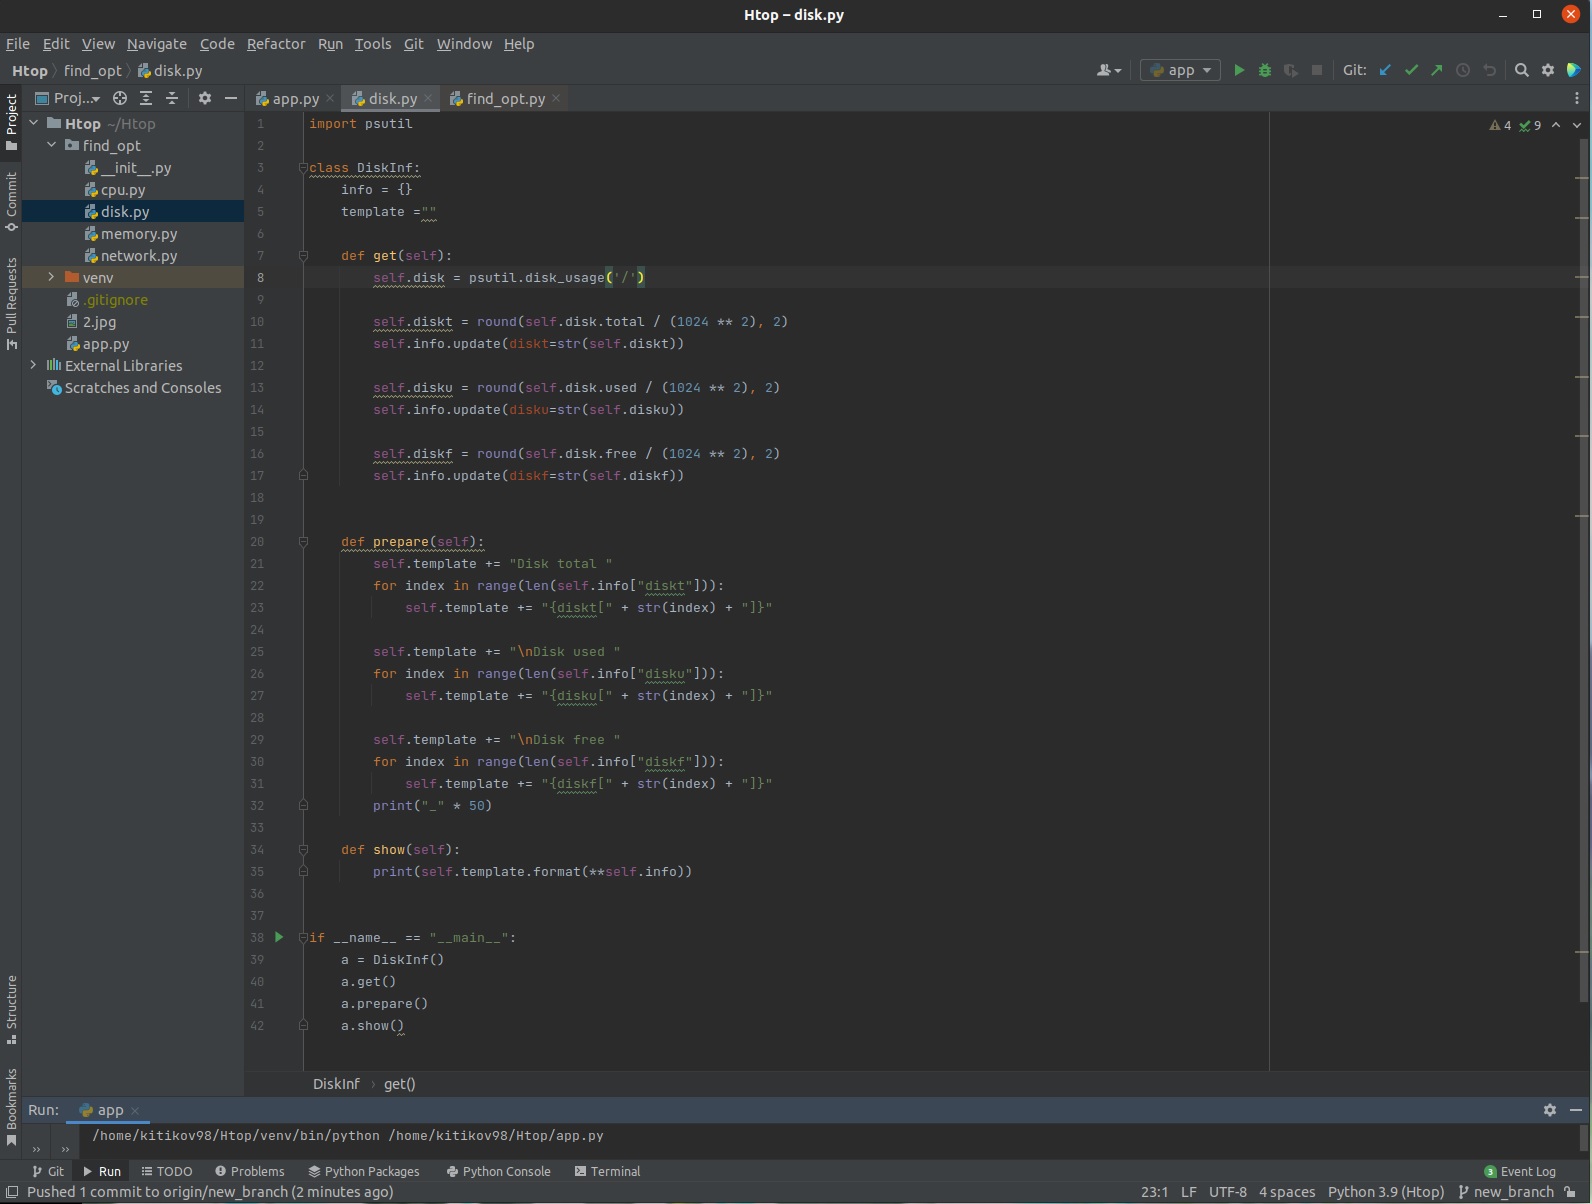 Htop – disk.py
File Edit View Navigate Code Refactor Run Tools Git Window Help
Htop find_opt disk.py app Git:
Proj... app.py disk.py find_opt.py
Project
Commit
Pull Requests
Structure
Bookmarks
Htop ~/Htop
find_opt
__init__.py
cpu.py
disk.py
memory.py
network.py
venv
.gitignore
2.jpg
app.py
External Libraries
Scratches and Consoles
4 9
1 import psutil
2
3 class DiskInf:
4 info = {}
5 template =""
6
7 def get(self):
8 self.disk = psutil.disk_usage('/')
9
10 self.diskt = round(self.disk.total / (1024 ** 2), 2)
11 self.info.update(diskt=str(self.diskt))
12
13 self.disku = round(self.disk.used / (1024 ** 2), 2)
14 self.info.update(disku=str(self.disku))
15
16 self.diskf = round(self.disk.free / (1024 ** 2), 2)
17 self.info.update(diskf=str(self.diskf))
18
19
20 def prepare(self):
21 self.template += "Disk total "
22 for index in range(len(self.info["diskt"])):
23 self.template += "{diskt[" + str(index) + "]}"
24
25 self.template += "\nDisk used "
26 for index in range(len(self.info["disku"])):
27 self.template += "{disku[" + str(index) + "]}"
28
29 self.template += "\nDisk free "
30 for index in range(len(self.info["diskf"])):
31 self.template += "{diskf[" + str(index) + "]}"
32 print("_" * 50)
33
34 def show(self):
35 print(self.template.format(**self.info))
36
37
38 if __name__ == "__main__":
39 a = DiskInf()
40 a.get()
41 a.prepare()
42 a.show()
DiskInf get()
Run: app
/home/kitikov98/Htop/venv/bin/python /home/kitikov98/Htop/app.py
Git Run TODO Problems Python Packages Python Console Terminal 3 Event Log
Pushed 1 commit to origin/new_branch (2 minutes ago) 23:1 LF UTF-8 4 spaces Python 3.9 (Htop) new_branch